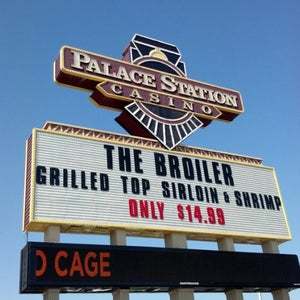 PALACE STATION
CASINO
THE BROILER
GRILLED TOP SIRLOIN & SHRIMP
ONLY $14.99
CAGE